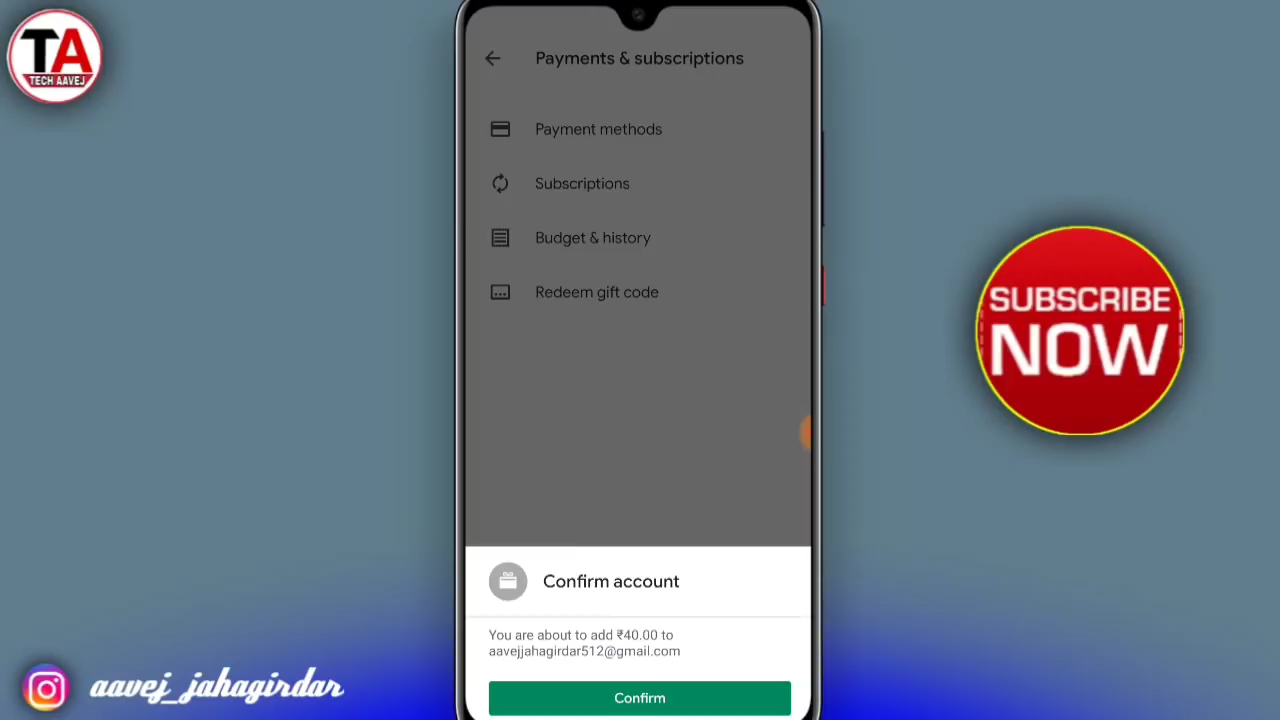 TA
TECH AAVEJ
Payments & subscriptions
Payment methods
Subscriptions
Budget & history
Redeem gift code
SUBSCRIBE
NOW
Confirm account
You are about to add ₹40.00 to
aavejjahagirdar512@gmail.com
Confirm
aavej_jahagirdar